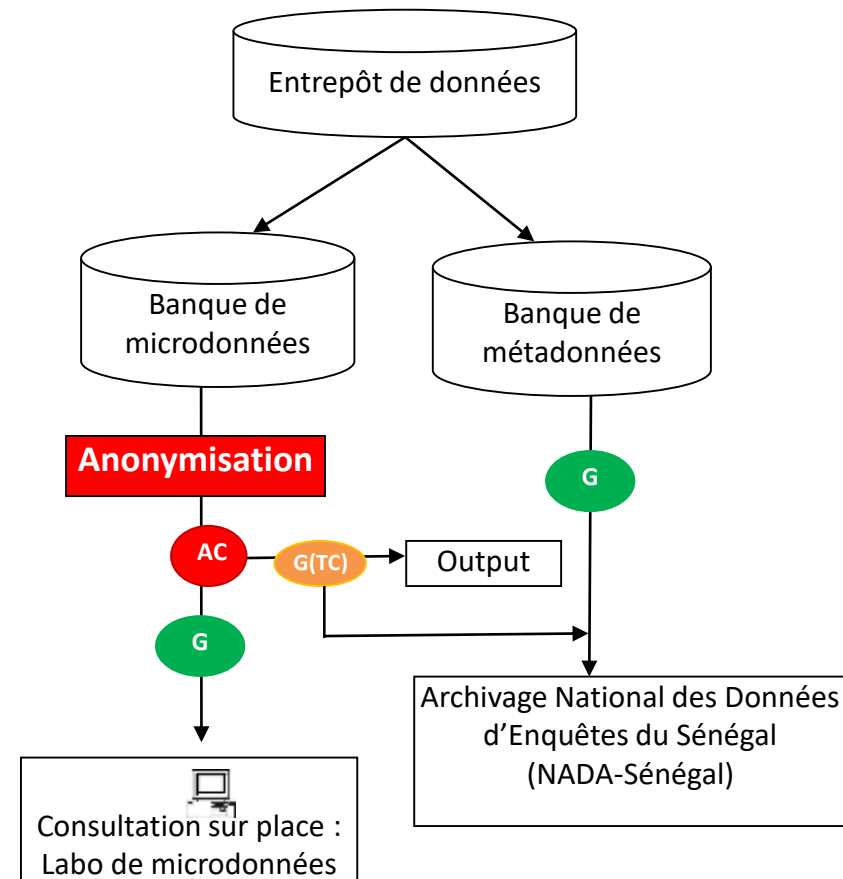 Entrepôt de données
Banque de
microdonnées
Banque de
métadonnées
Anonymisation
G
AC
G(TC)
Output
G
Archivage National des Données
d’Enquêtes du Sénégal
(NADA-Sénégal)
Consultation sur place :
Labo de microdonnées